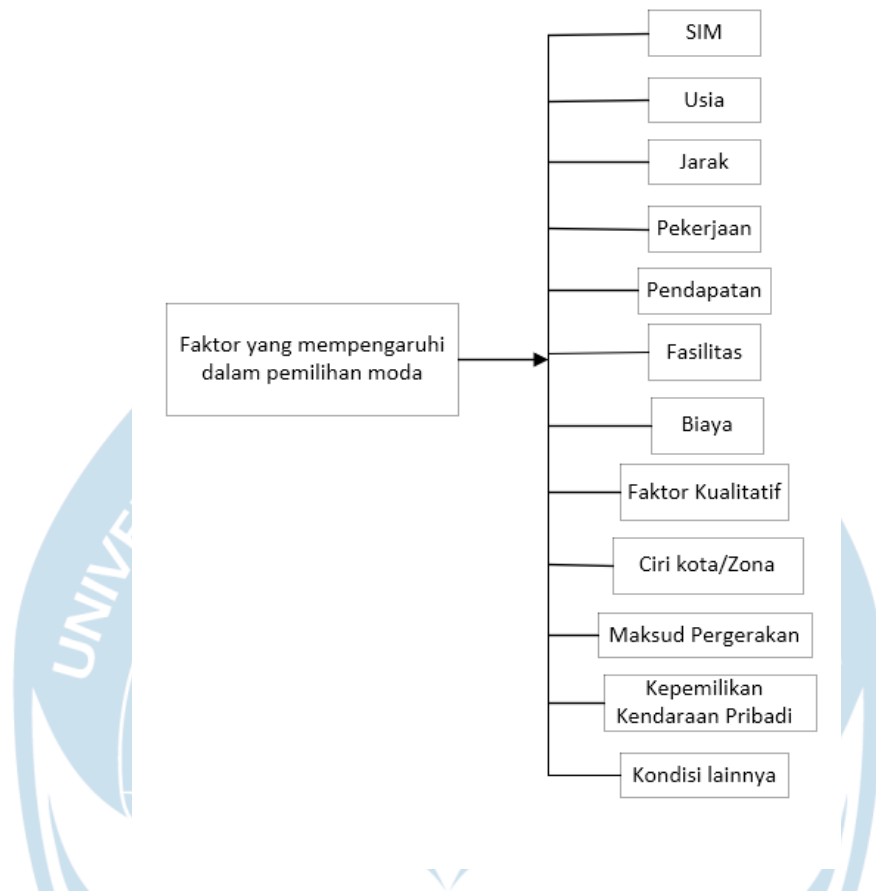 SIM
Usia
Jarak
Pekerjaan
Pendapatan
Faktor yang mempengaruhi
dalam pemilihan moda
Fasilitas
Biaya
Faktor Kualitatif
Ciri kota/Zona
Maksud Pergerakan
Kepemilikan
Kendaraan Pribadi
Kondisi lainnya